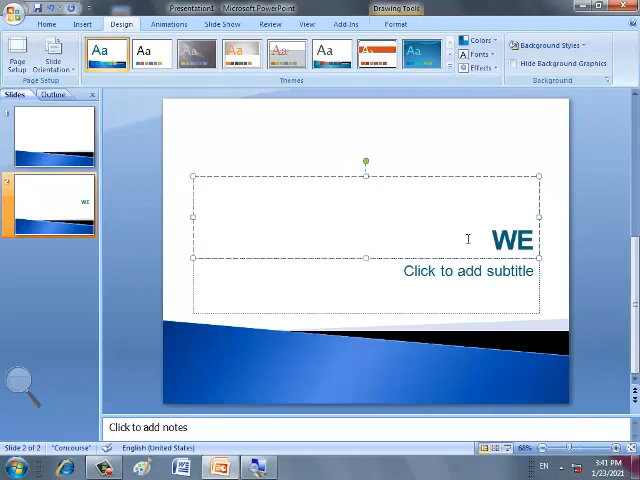 Presentation1 - Microsoft PowerPoint
Drawing Tools
Home Insert Design Animations Slide Show Review View Add-Ins Format
Aa Aa Aa Aa Aa Aa Aa Aa
Page Setup
Slide Orientation
Colors
Fonts
Effects
Background Styles
Hide Background Graphics
Page Setup Themes Background
Slides Outline
1
2
WE
WE
Click to add subtitle
Click to add notes
Slide 2 of 2 "Concourse" English (United States) 68%
EN 3:41 PM
1/23/2021